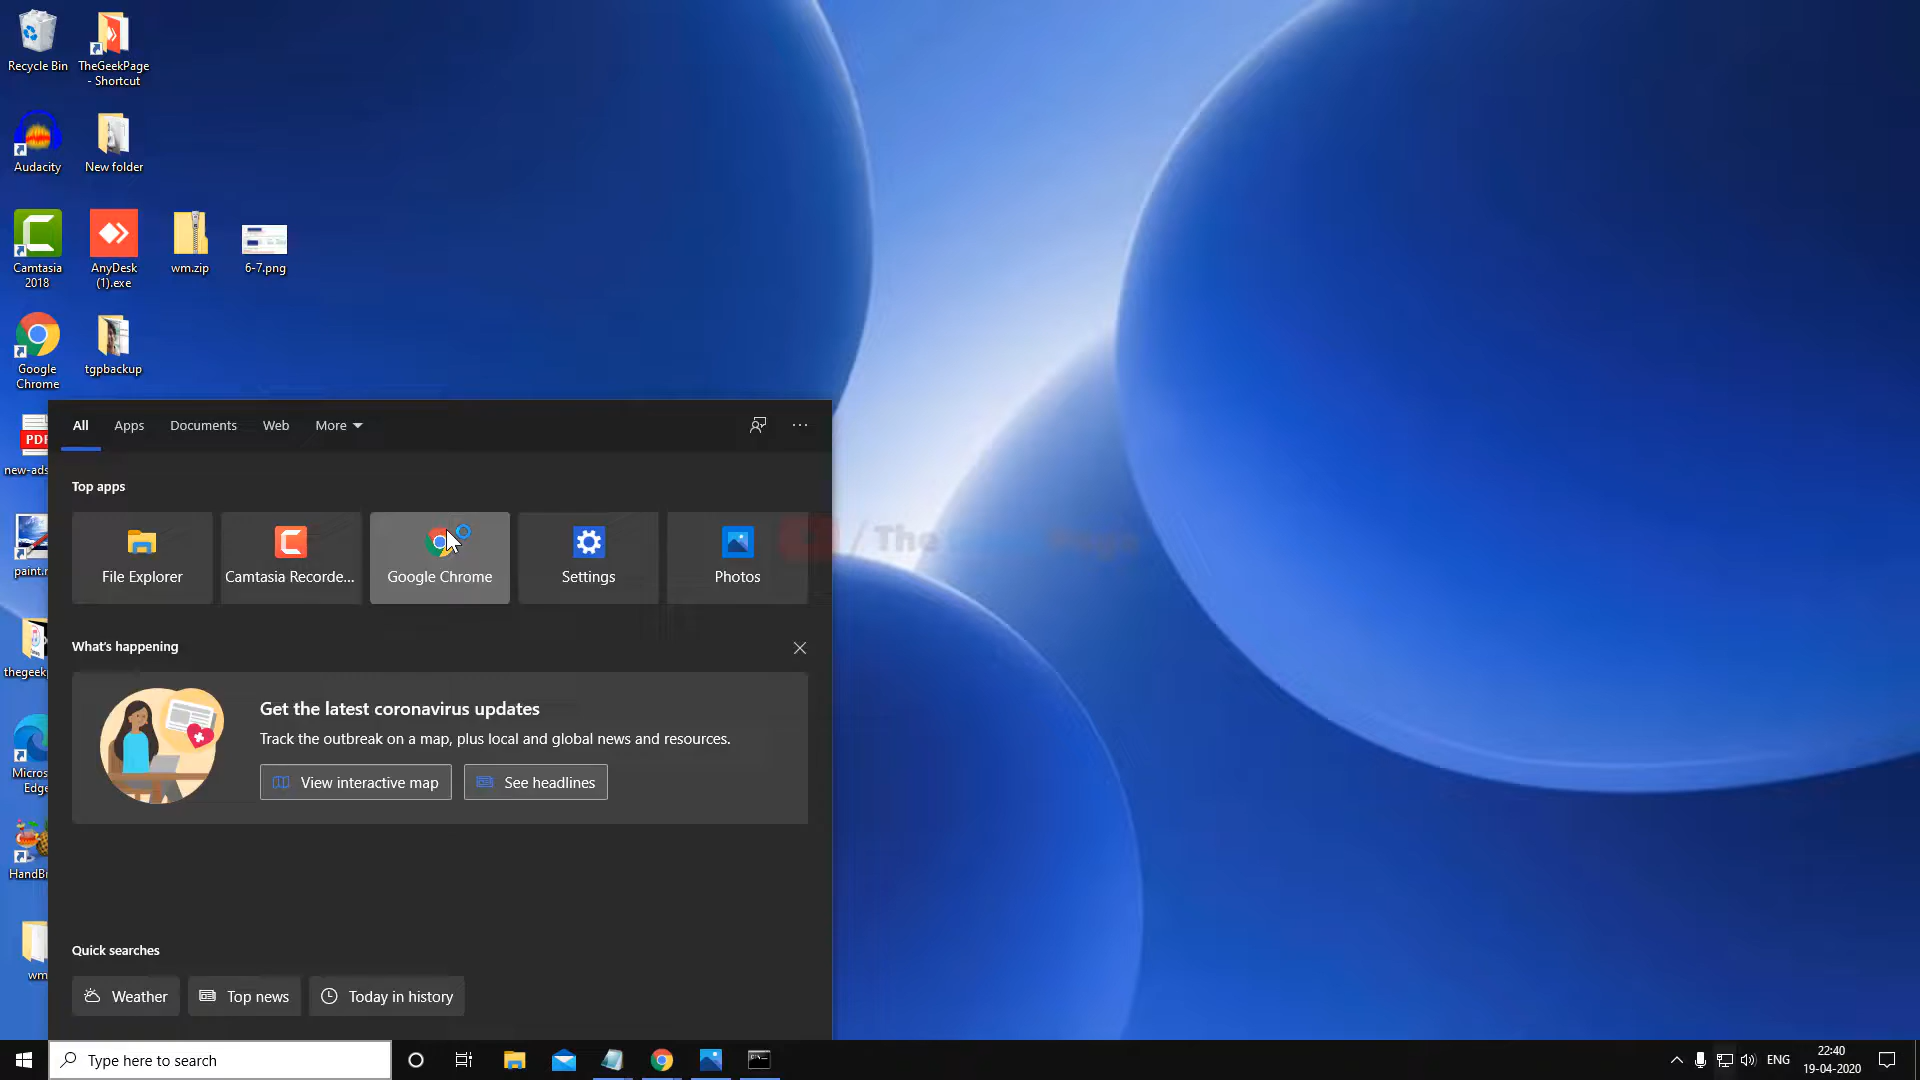 Recycle Bin
TheGeekPage
- Shortcut
Audacity
New folder
Camtasia
2018
AnyDesk
(1).exe
wm.zip
6-7.png
Google
Chrome
tgpbackup
PDF
new-ads
paint.
thegeek
Micros
Edge
HandB
wm
All
Apps
Documents
Web
More
Top apps
File Explorer
Camtasia Recorde...
Google Chrome
Settings
Photos
/ The
Page
What's happening
Get the latest coronavirus updates
Track the outbreak on a map, plus local and global news and resources.
View interactive map
See headlines
Quick searches
Weather
Top news
Today in history
Type here to search
ENG
22:40
19-04-2020